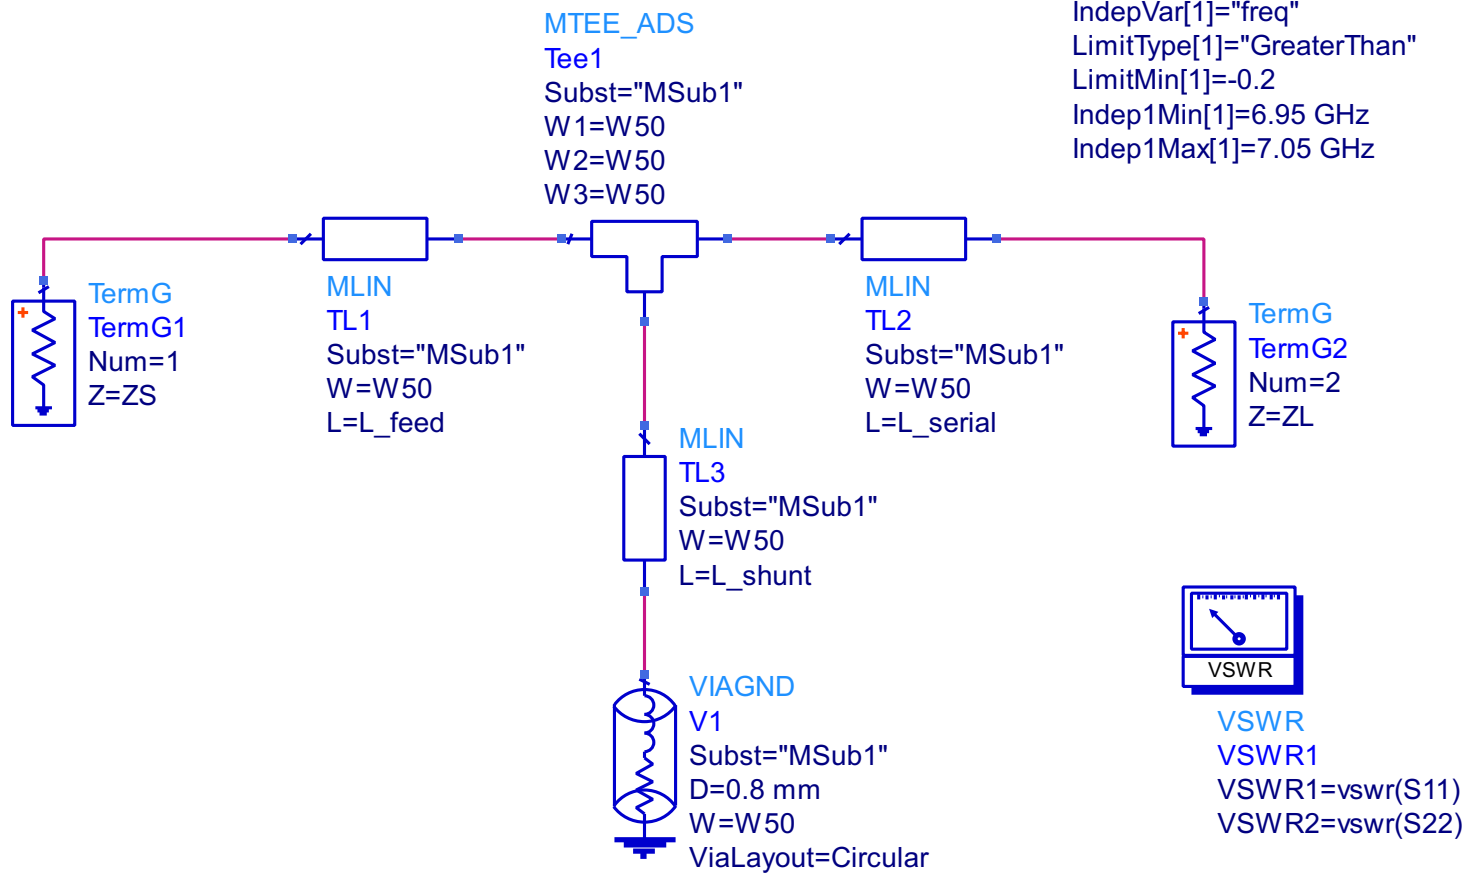 IndepVar[1]="freq"
LimitType[1]="GreaterThan"
LimitMin[1]=-0.2
Indep1Min[1]=6.95 GHz
Indep1Max[1]=7.05 GHz
MTEE_ADS
Tee1
Subst="MSub1"
W1=W50
W2=W50
W3=W50
TermG
TermG1
Num=1
Z=ZS
MLIN
TL1
Subst="MSub1"
W=W50
L=L_feed
MLIN
TL2
Subst="MSub1"
W=W50
L=L_serial
TermG
TermG2
Num=2
Z=ZL
MLIN
TL3
Subst="MSub1"
W=W50
L=L_shunt
VIAGND
V1
Subst="MSub1"
D=0.8 mm
W=W50
ViaLayout=Circular
VSWR
VSWR
VSWR1
VSWR1=vswr(S11)
VSWR2=vswr(S22)